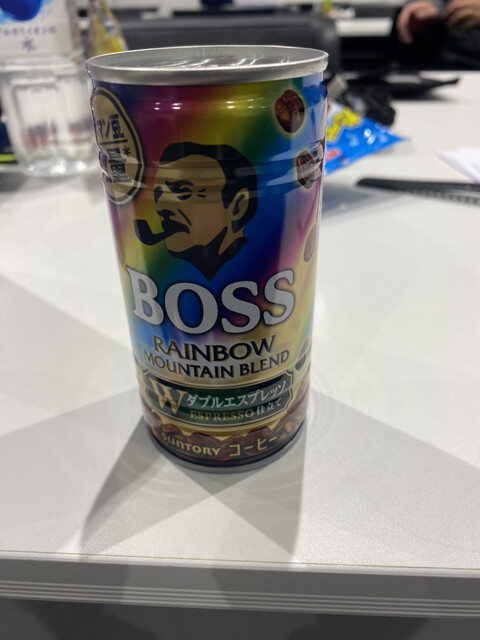 BOSS
RAINBOW
MOUNTAIN BLEND
W ダブルエスプレッソ
ESPRESSO 仕立て
SUNTORY コーヒー
水